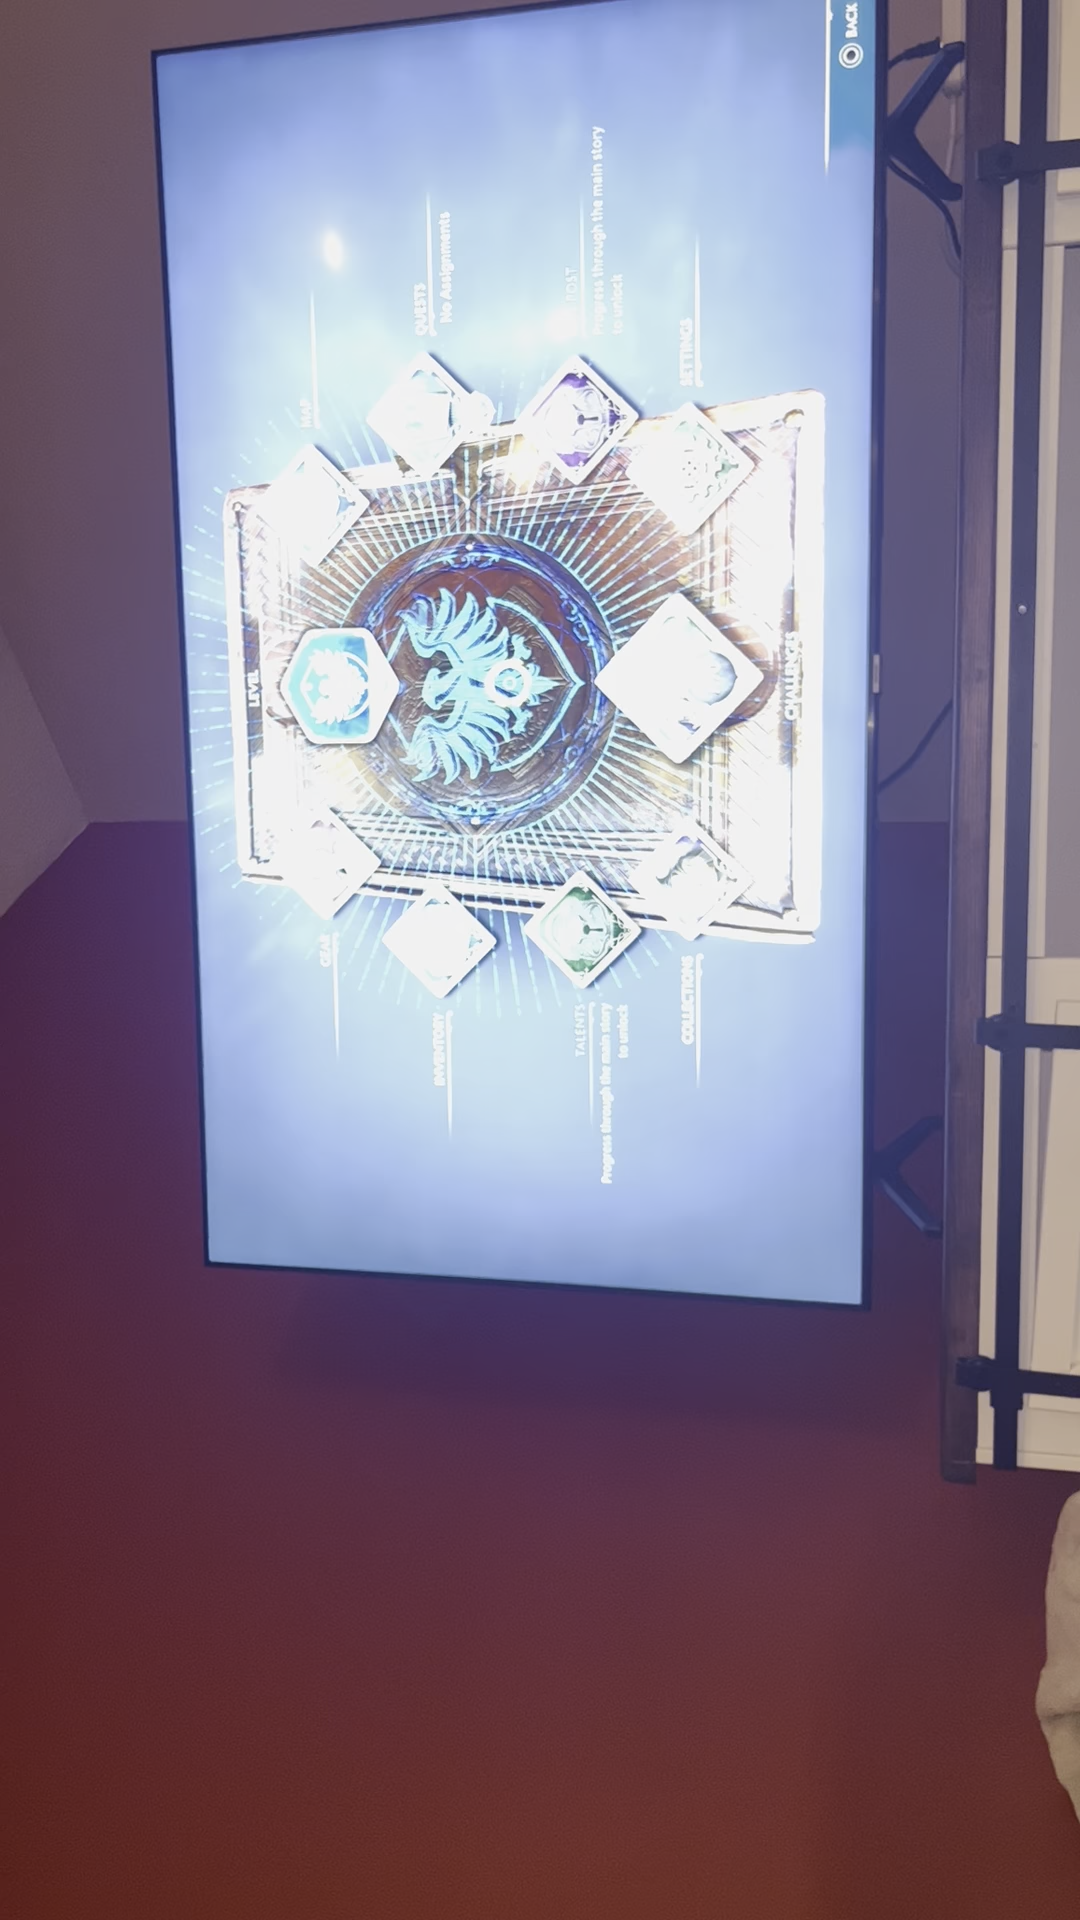 LEVEL
GEAR
MAP
INVENTORY
QUESTS
No Assignments
TALENTS
Progress through the main story
to unlock
POST
Progress through the main story
to unlock
COLLECTIONS
SETTINGS
CHALLENGES
BACK